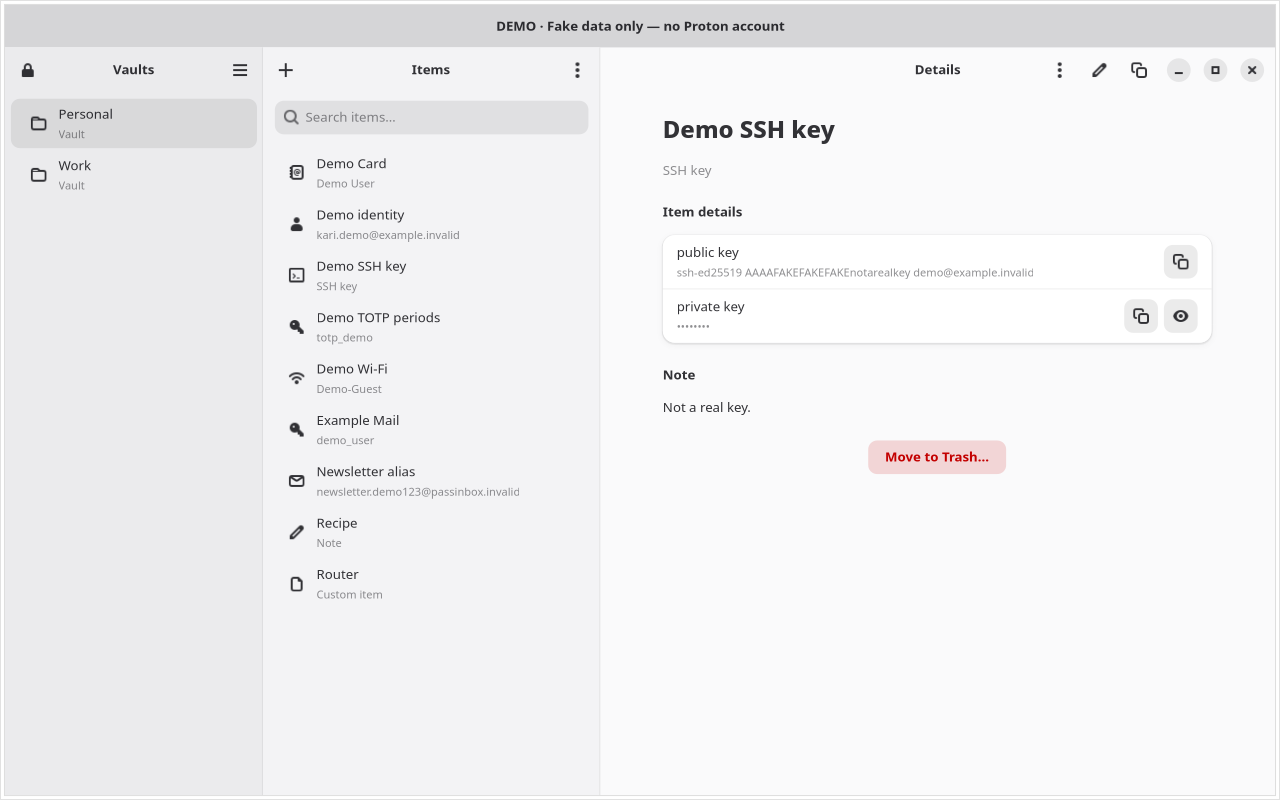 DEMO · Fake data only — no Proton account
Vaults
Personal
Vault
Work
Vault
Items
Search items...
Demo Card
Demo User
Demo identity
kari.demo@example.invalid
Demo SSH key
SSH key
Demo TOTP periods
totp_demo
Demo Wi-Fi
Demo-Guest
Example Mail
demo_user
Newsletter alias
newsletter.demo123@passinbox.invalid
Recipe
Note
Router
Custom item
Details
Demo SSH key
SSH key
Item details
public key
ssh-ed25519 AAAAFAKEFAKEFAKEnotarealkey demo@example.invalid
private key
••••••••
Note
Not a real key.
Move to Trash...